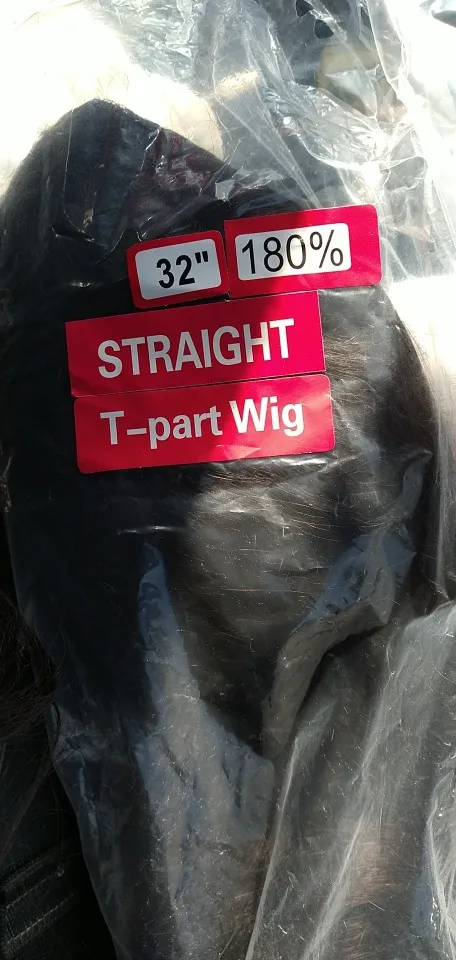 32" 180%
STRAIGHT
T-part Wig